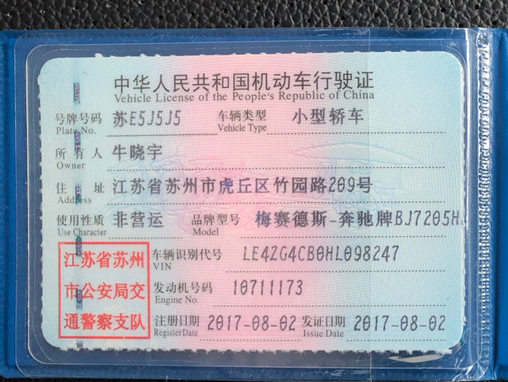 中华人民共和国机动车行驶证
Vehicle License of the People's Republic of China
号牌号码 苏E5J5J5 车辆类型 小型轿车
Plate No. Vehicle Type
所有人 牛晓宇
Owner
住址 江苏省苏州市虎丘区竹园路209号
Address
使用性质 非营运 品牌型号 梅赛德斯-奔驰牌BJ7205H
Use Character Model
江苏省苏州 车辆识别代号 LE42G4CB0HL098247
VIN
市公安局交 发动机号码 10711173
Engine No.
通警察支队 注册日期 2017-08-02 发证日期 2017-08-02
Register Date Issue Date